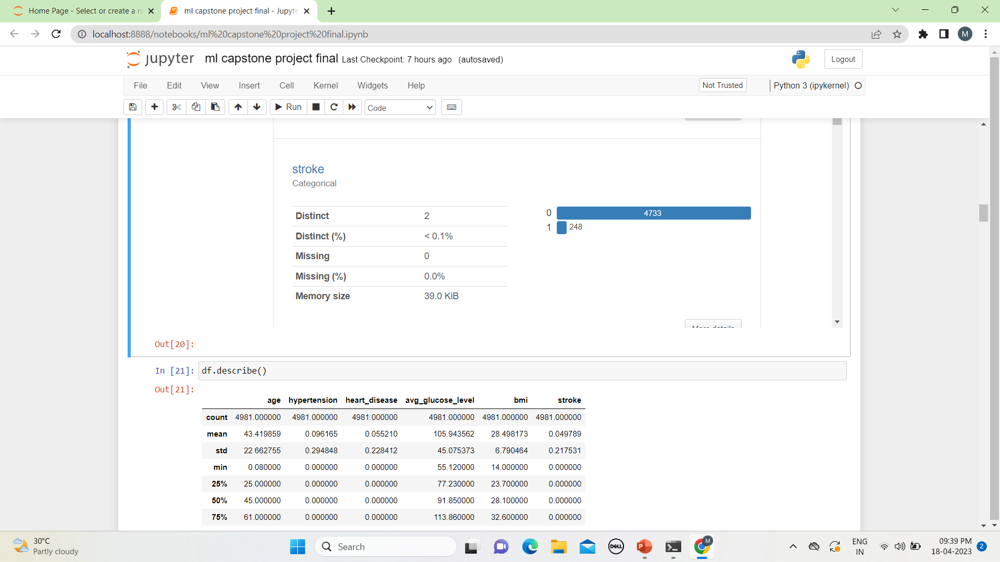 Home Page - Select or create a n
ml capstone project final - Jupyte
localhost:8888/notebooks/ml%20capstone%20project%20final.ipynb
M
jupyter ml capstone project final Last Checkpoint: 7 hours ago (autosaved)
Logout
File Edit View Insert Cell Kernel Widgets Help
Not Trusted
Python 3 (ipykernel)
Run
Code
stroke
Categorical
Distinct 2
Distinct (%) < 0.1%
Missing 0
Missing (%) 0.0%
Memory size 39.0 KiB
0 4733
1 248
More details
Out[20]:
In [21]: df.describe()
Out[21]:
age hypertension heart_disease avg_glucose_level bmi stroke
count 4981.000000 4981.000000 4981.000000 4981.000000 4981.000000 4981.000000
mean 43.419859 0.096165 0.055210 105.943562 28.498173 0.049789
std 22.662755 0.294848 0.228412 45.075373 6.790464 0.217531
min 0.080000 0.000000 0.000000 55.120000 14.000000 0.000000
25% 25.000000 0.000000 0.000000 77.230000 23.700000 0.000000
50% 45.000000 0.000000 0.000000 91.850000 28.100000 0.000000
75% 61.000000 0.000000 0.000000 113.860000 32.600000 0.000000
30°C
Partly cloudy
Search
DELL
P
M
ENG
IN
09:39 PM
18-04-2023
2